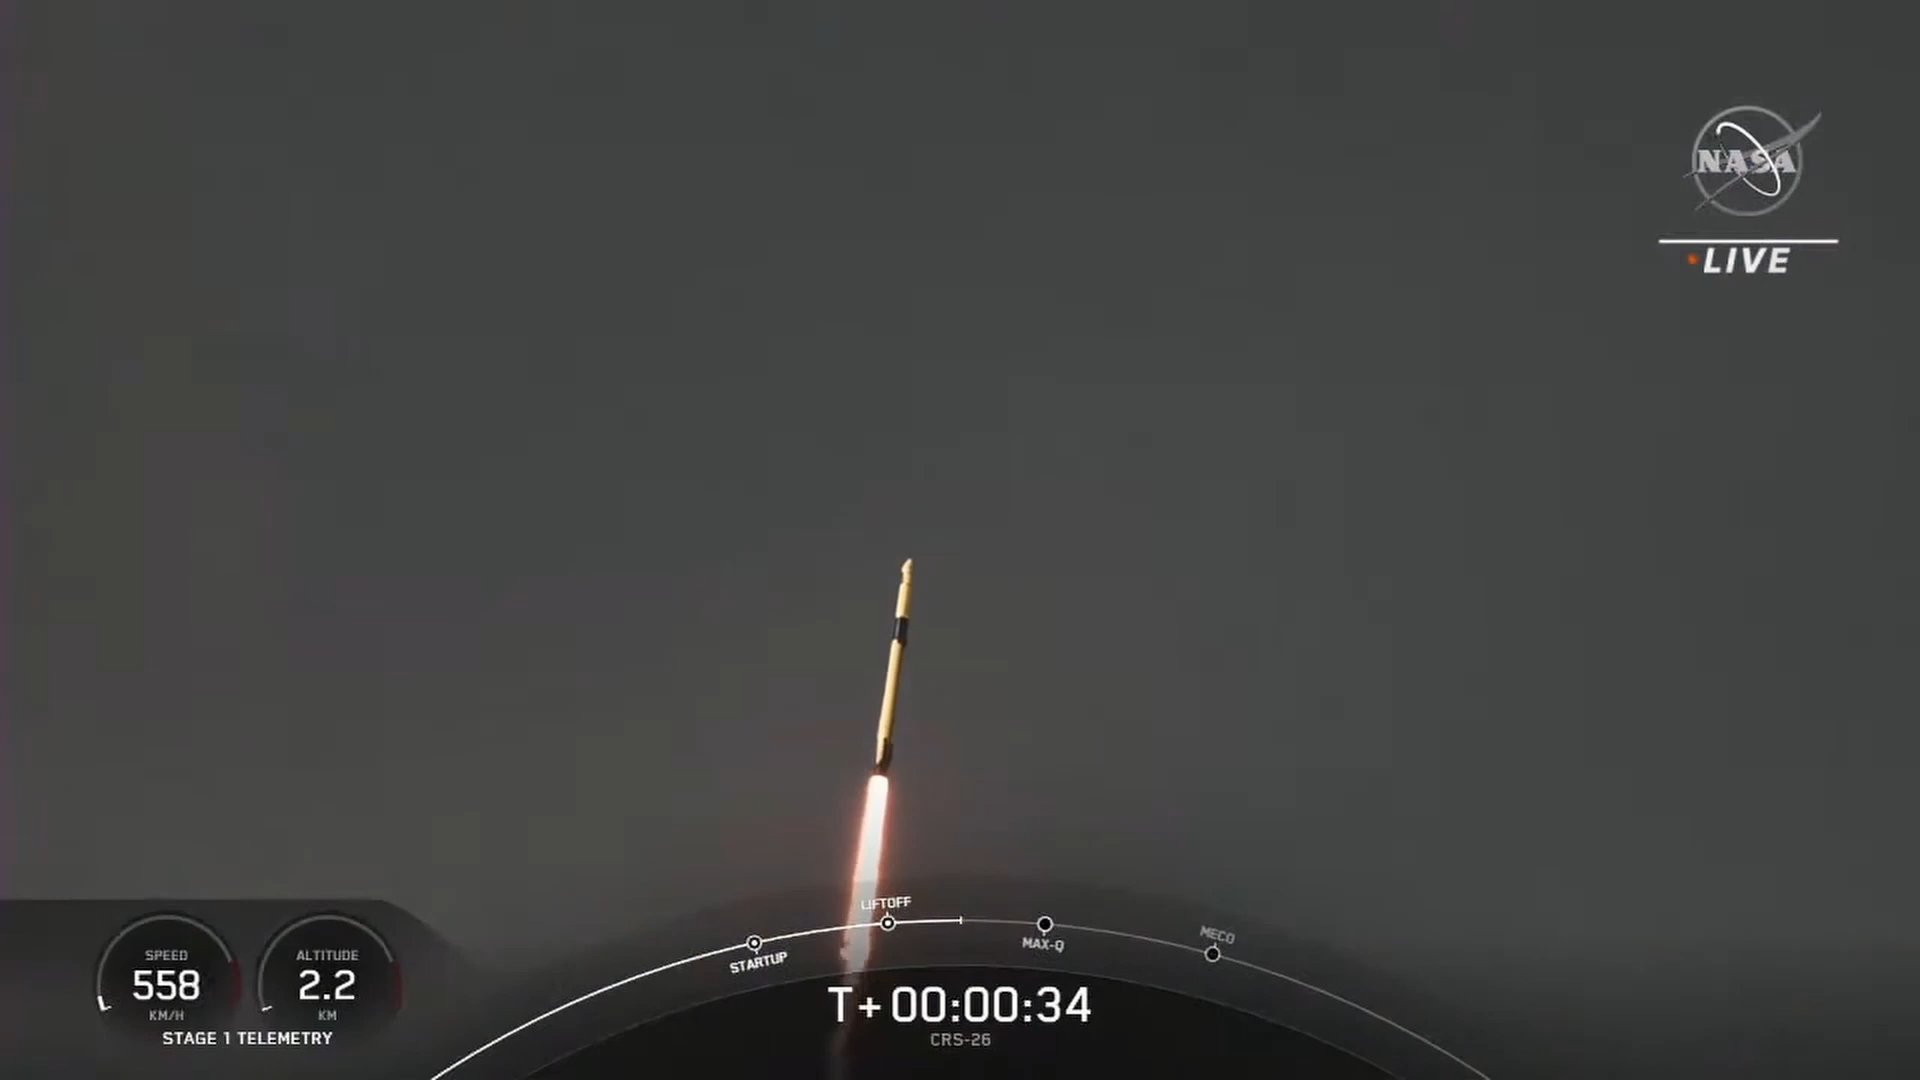 NASA
LIVE
LIFTOFF
STARTUP
MAX-Q
MECO
SPEED
558
KM/H
ALTITUDE
2.2
KM
STAGE 1 TELEMETRY
T+00:00:34
CRS-26